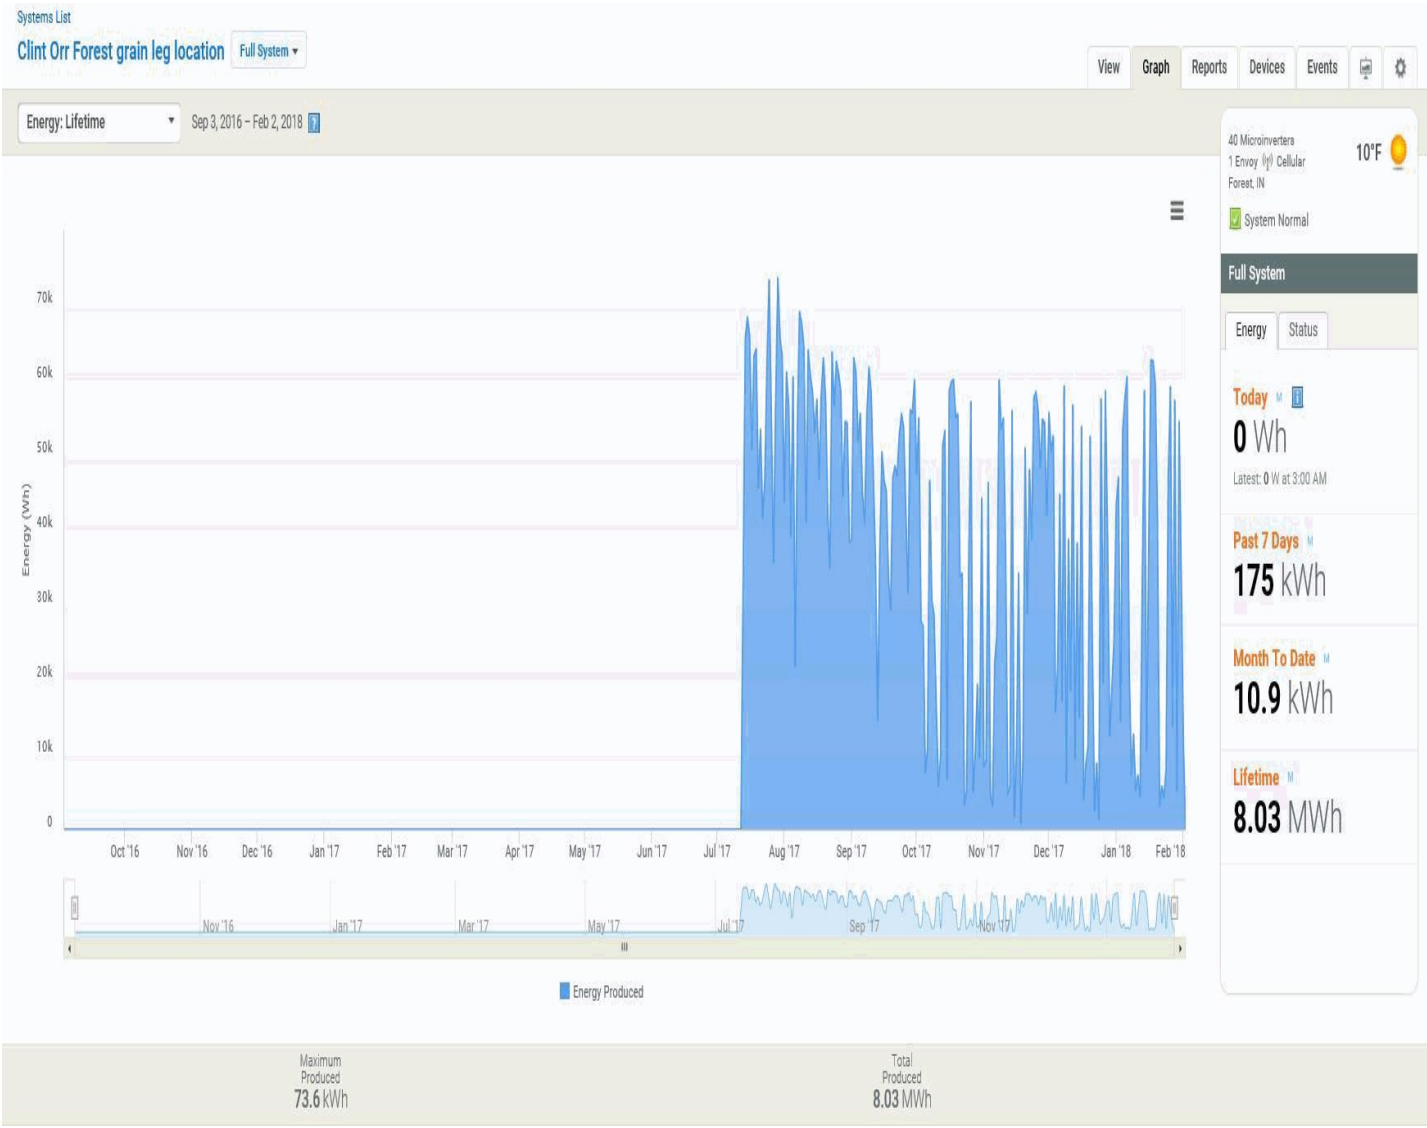 Systems List
Clint Orr Forest grain leg location Full System
View Graph Reports Devices Events
Energy: Lifetime Sep 3, 2016 – Feb 2, 2018 ?
40 Microinverters
1 Envoy Cellular
Forest, IN
10°F
System Normal
Full System
Energy Status
Today M
0 Wh
Latest: 0 W at 3:00 AM
Past 7 Days M
175 kWh
Month To Date M
10.9 kWh
Lifetime M
8.03 MWh
Energy (Wh)
70k
60k
50k
40k
30k
20k
10k
0
Oct '16 Nov '16 Dec '16 Jan '17 Feb '17 Mar '17 Apr '17 May '17 Jun '17 Jul '17 Aug '17 Sep '17 Oct '17 Nov '17 Dec '17 Jan '18 Feb '18
Nov '16 Jan '17 Mar '17 May '17 Jul '17 Sep '17 Nov '17
Energy Produced
Maximum
Produced
73.6 kWh
Total
Produced
8.03 MWh